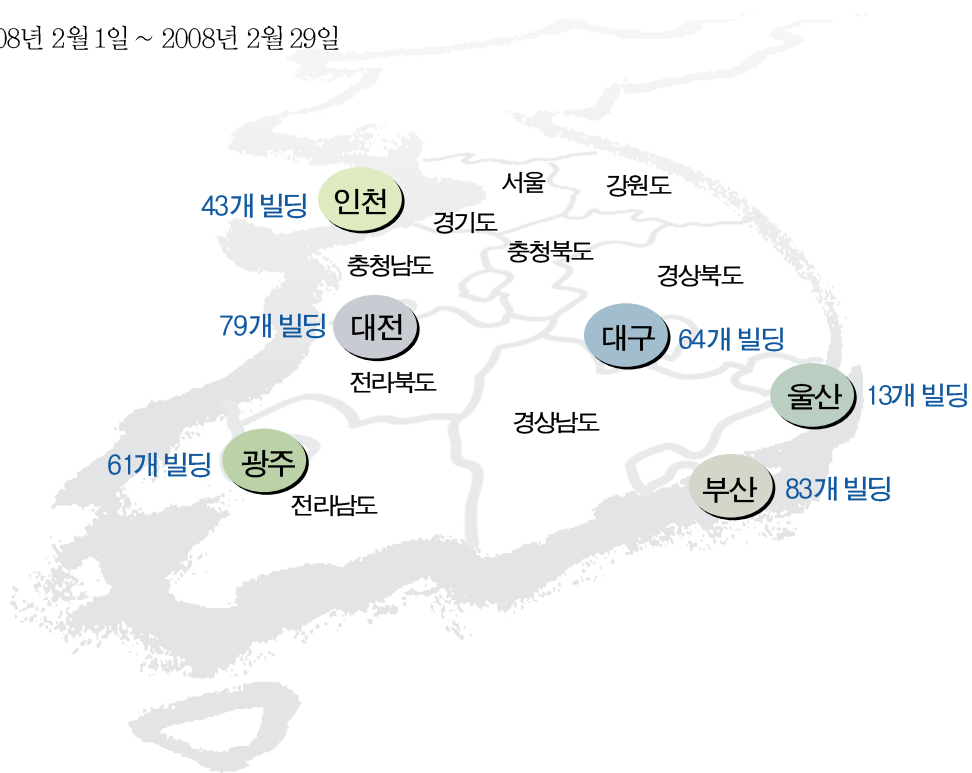 08년 2월 1일 ~ 2008년 2월 29일
서울
강원도
43개 빌딩
인천
경기도
충청북도
충청남도
경상북도
79개 빌딩
대전
대구
64개 빌딩
전라북도
울산
13개 빌딩
경상남도
61개 빌딩
광주
부산
83개 빌딩
전라남도